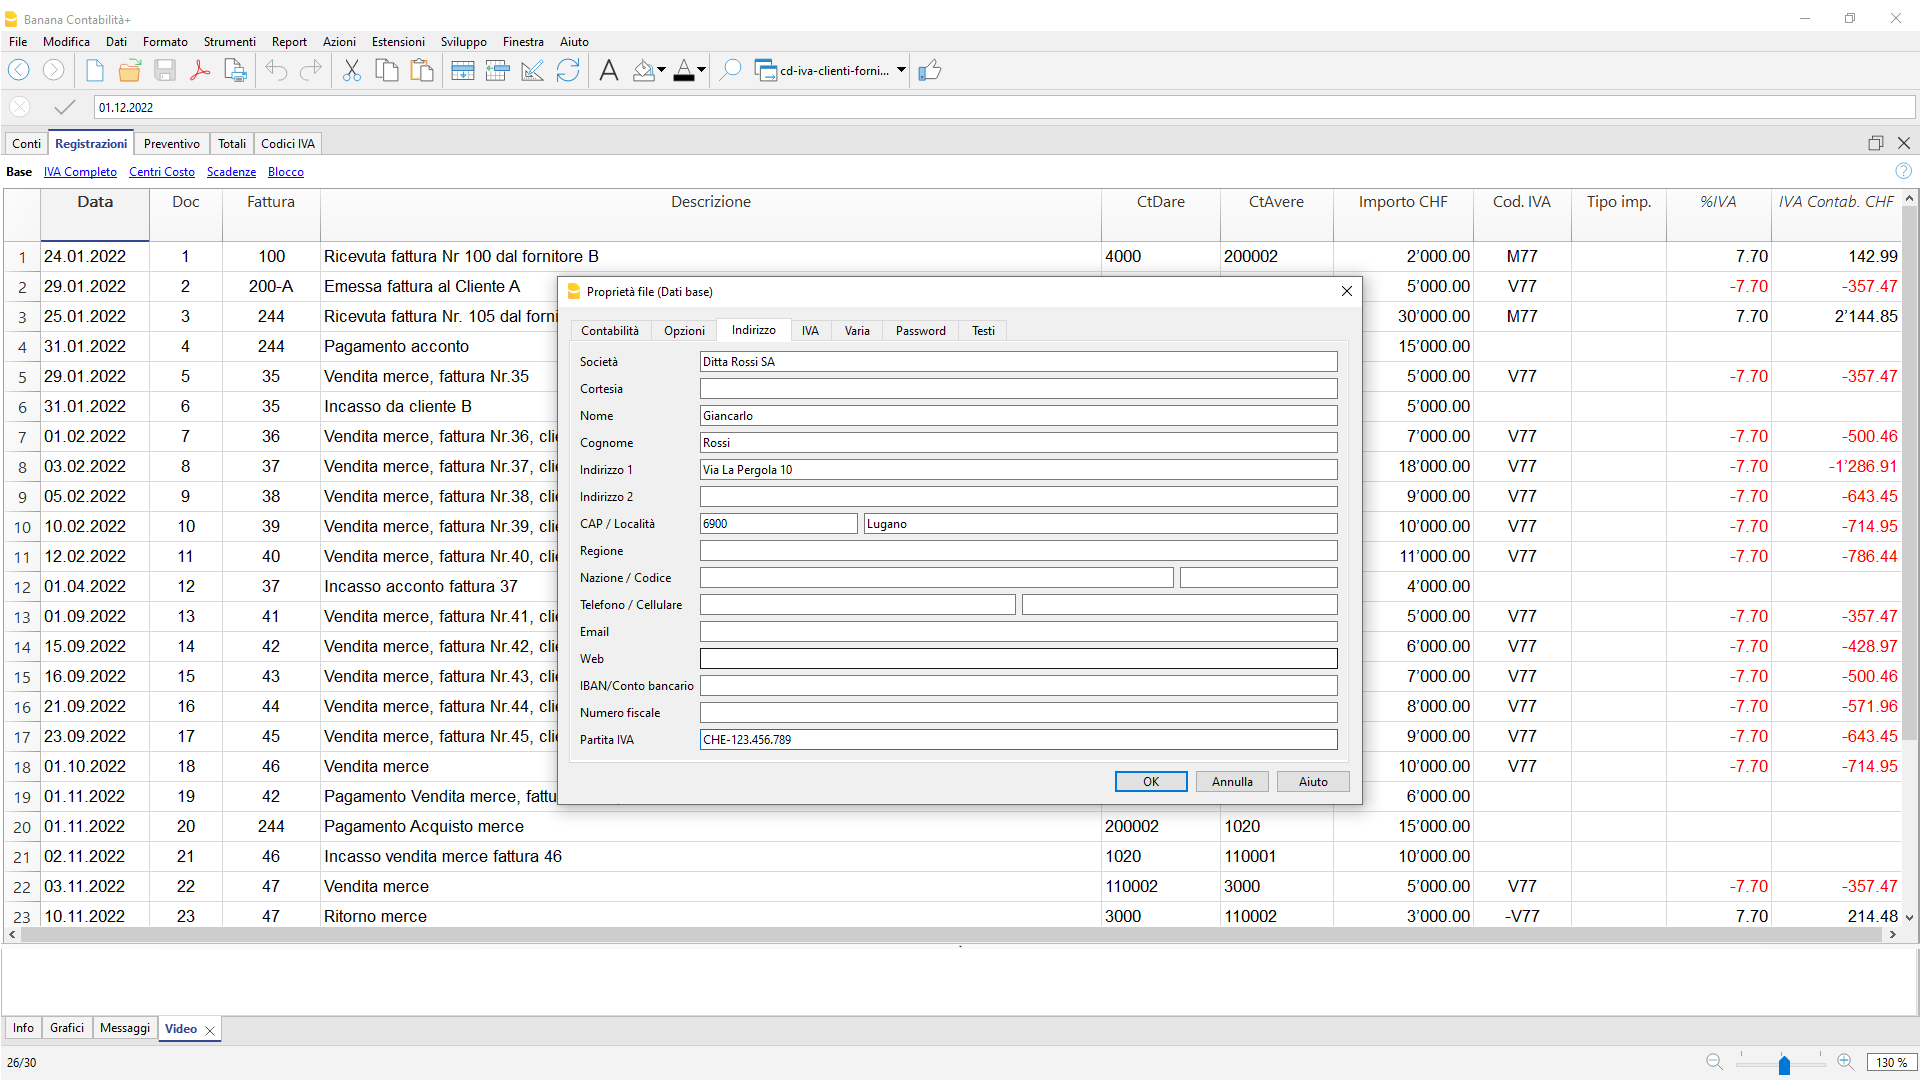 Banana Contabilità+
File Modifica Dati Formato Strumenti Report Azioni Estensioni Sviluppo Finestra Aiuto
cd-iva-clienti-forni...
01.12.2022
Conti Registrazioni Preventivo Totali Codici IVA
Base IVA Completo Centri Costo Scadenze Blocco
Data Doc Fattura Descrizione CtDare CtAvere Importo CHF Cod. IVA Tipo imp. %IVA IVA Contab. CHF
1 24.01.2022 1 100 Ricevuta fattura Nr 100 dal fornitore B 4000 200002 2’000.00 M77 7.70 142.99
2 29.01.2022 2 200-A Emessa fattura al Cliente A 5’000.00 V77 -7.70 -357.47
3 25.01.2022 3 244 Ricevuta fattura Nr. 105 dal forni 30’000.00 M77 7.70 2’144.85
4 31.01.2022 4 244 Pagamento acconto 15’000.00
5 29.01.2022 5 35 Vendita merce, fattura Nr.35 5’000.00 V77 -7.70 -357.47
6 31.01.2022 6 35 Incasso da cliente B 5’000.00
7 01.02.2022 7 36 Vendita merce, fattura Nr.36, clie 7’000.00 V77 -7.70 -500.46
8 03.02.2022 8 37 Vendita merce, fattura Nr.37, clie 18’000.00 V77 -7.70 -1’286.91
9 05.02.2022 9 38 Vendita merce, fattura Nr.38, clie 9’000.00 V77 -7.70 -643.45
10 10.02.2022 10 39 Vendita merce, fattura Nr.39, clie 10’000.00 V77 -7.70 -714.95
11 12.02.2022 11 40 Vendita merce, fattura Nr.40, clie 11’000.00 V77 -7.70 -786.44
12 01.04.2022 12 37 Incasso acconto fattura 37 4’000.00
13 01.09.2022 13 41 Vendita merce, fattura Nr.41, clie 5’000.00 V77 -7.70 -357.47
14 15.09.2022 14 42 Vendita merce, fattura Nr.42, clie 6’000.00 V77 -7.70 -428.97
15 16.09.2022 15 43 Vendita merce, fattura Nr.43, clie 7’000.00 V77 -7.70 -500.46
16 21.09.2022 16 44 Vendita merce, fattura Nr.44, clie 8’000.00 V77 -7.70 -571.96
17 23.09.2022 17 45 Vendita merce, fattura Nr.45, clie 9’000.00 V77 -7.70 -643.45
18 01.10.2022 18 46 Vendita merce 10’000.00 V77 -7.70 -714.95
19 01.11.2022 19 42 Pagamento Vendita merce, fattu 6’000.00
20 01.11.2022 20 244 Pagamento Acquisto merce 200002 1020 15’000.00
21 02.11.2022 21 46 Incasso vendita merce fattura 46 1020 110001 10’000.00
22 03.11.2022 22 47 Vendita merce 110002 3000 5’000.00 V77 -7.70 -357.47
23 10.11.2022 23 47 Ritorno merce 3000 110002 3’000.00 -V77 7.70 214.48
Proprietà file (Dati base)
Contabilità Opzioni Indirizzo IVA Varia Password Testi
Società Ditta Rossi SA
Cortesia
Nome Giancarlo
Cognome Rossi
Indirizzo 1 Via La Pergola 10
Indirizzo 2
CAP / Località 6900 Lugano
Regione
Nazione / Codice
Telefono / Cellulare
Email
Web
IBAN/Conto bancario
Numero fiscale
Partita IVA CHE-123.456.789
OK Annulla Aiuto
Info Grafici Messaggi Video
26/30
130 %